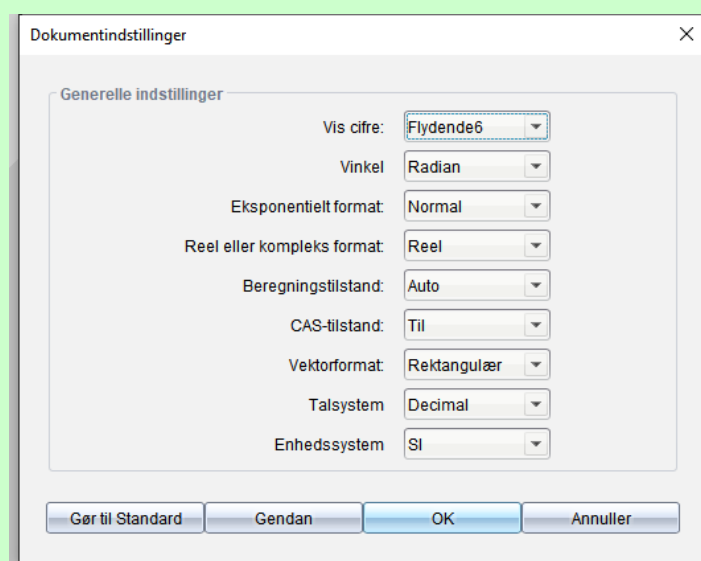 Dokumentindstillinger
Generelle indstillinger
Vis cifre: Flydende6
Vinkel Radian
Eksponentielt format: Normal
Reel eller kompleks format: Reel
Beregningstilstand: Auto
CAS-tilstand: Til
Vektorformat: Rektangulær
Talsystem Decimal
Enhedssystem SI
Gør til Standard Gendan OK Annuller